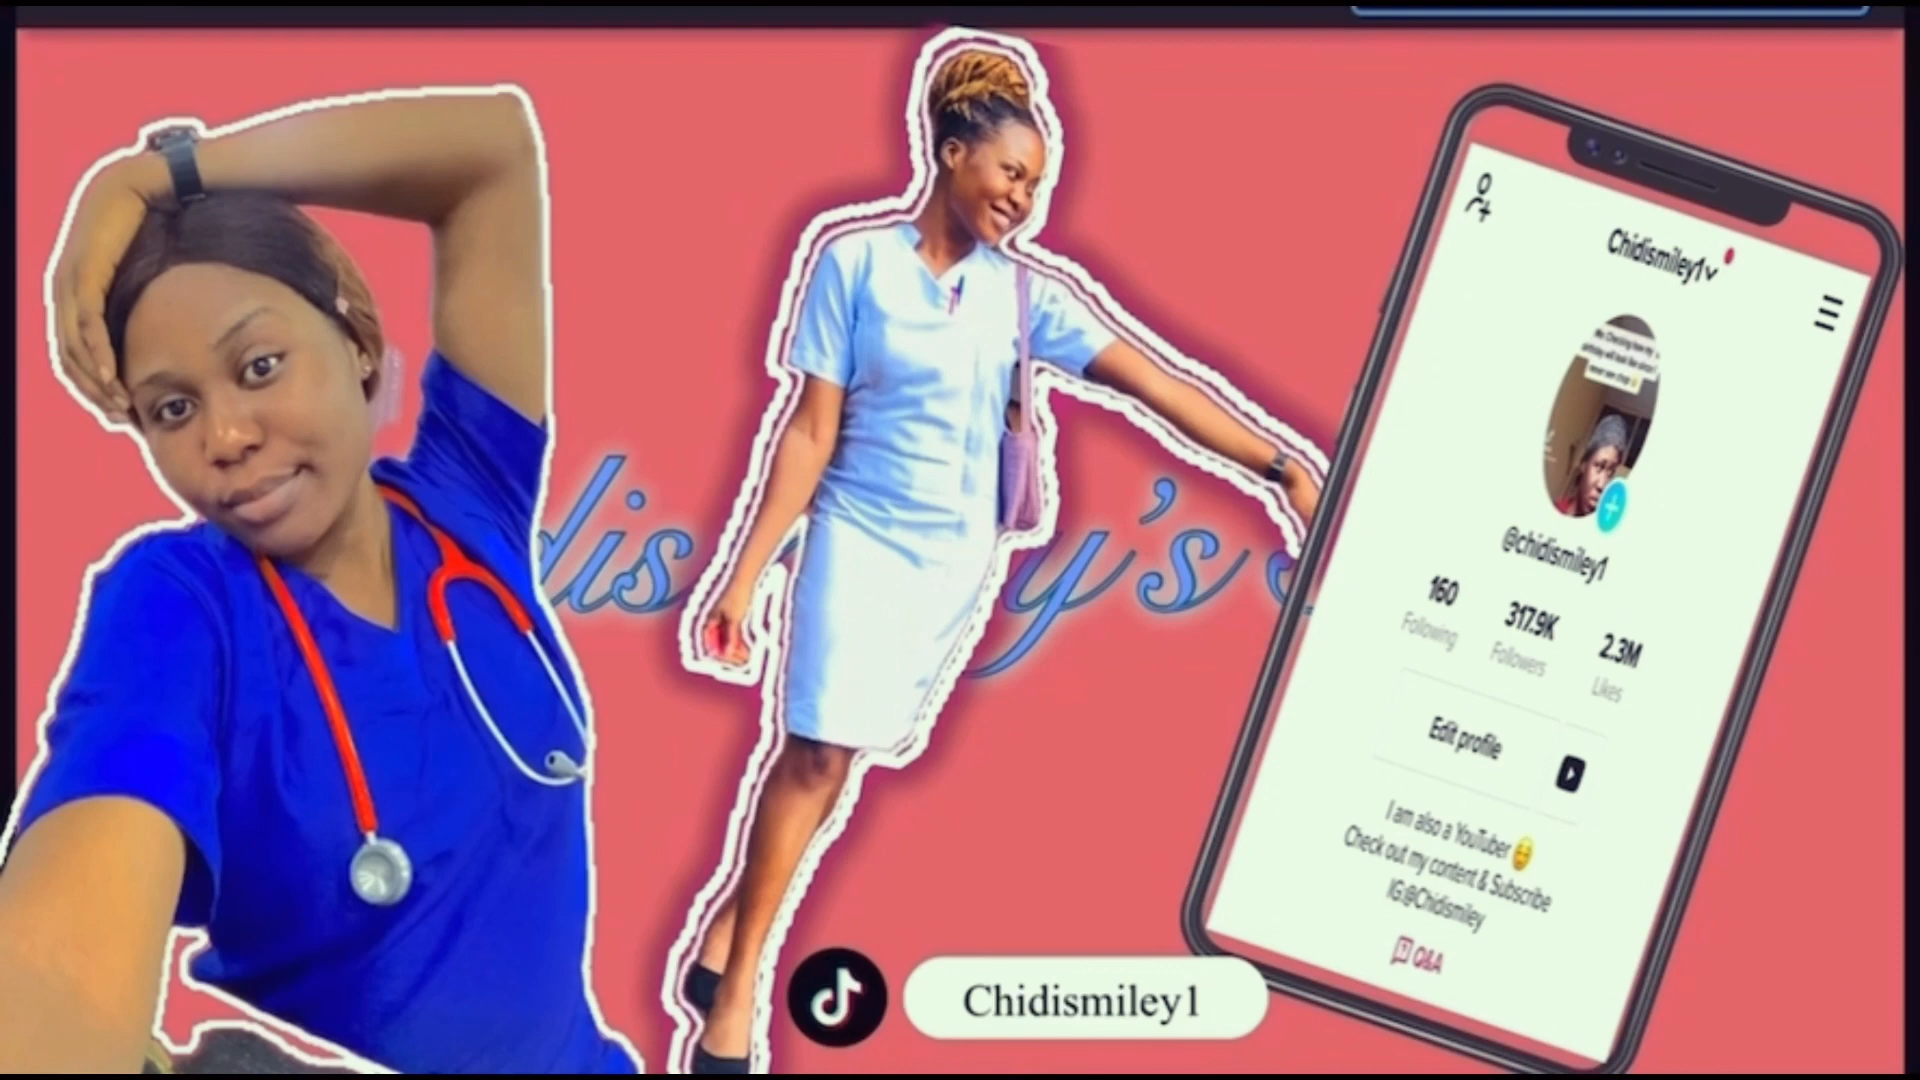 Chidismiley1
@chidismiley1
160
Following
317.9K
Followers
2.3M
Likes
Edit profile
I am also a YouTuber 😊
Check out my content & Subscribe
IG:@Chidismiley
Q&A
dis y's
Chidismiley1